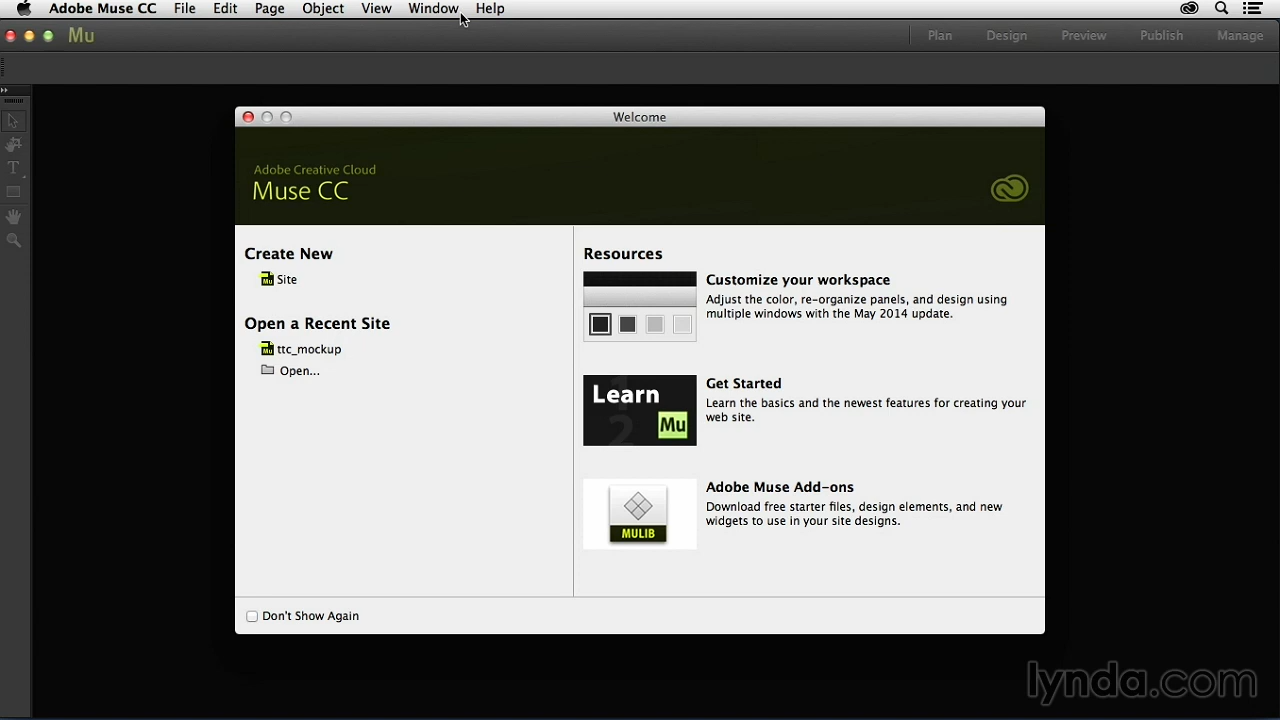 Adobe Muse CC File Edit Page Object View Window Help
Mu Plan Design Preview Publish Manage
Welcome
Adobe Creative Cloud
Muse CC
Create New
Site
Open a Recent Site
Mu ttc_mockup
Open...
Resources
Customize your workspace
Adjust the color, re-organize panels, and design using
multiple windows with the May 2014 update.
Learn
1
2
Mu
Get Started
Learn the basics and the newest features for creating your
web site.
MULIB
Adobe Muse Add-ons
Download free starter files, design elements, and new
widgets to use in your site designs.
Don't Show Again
T
lynda.com